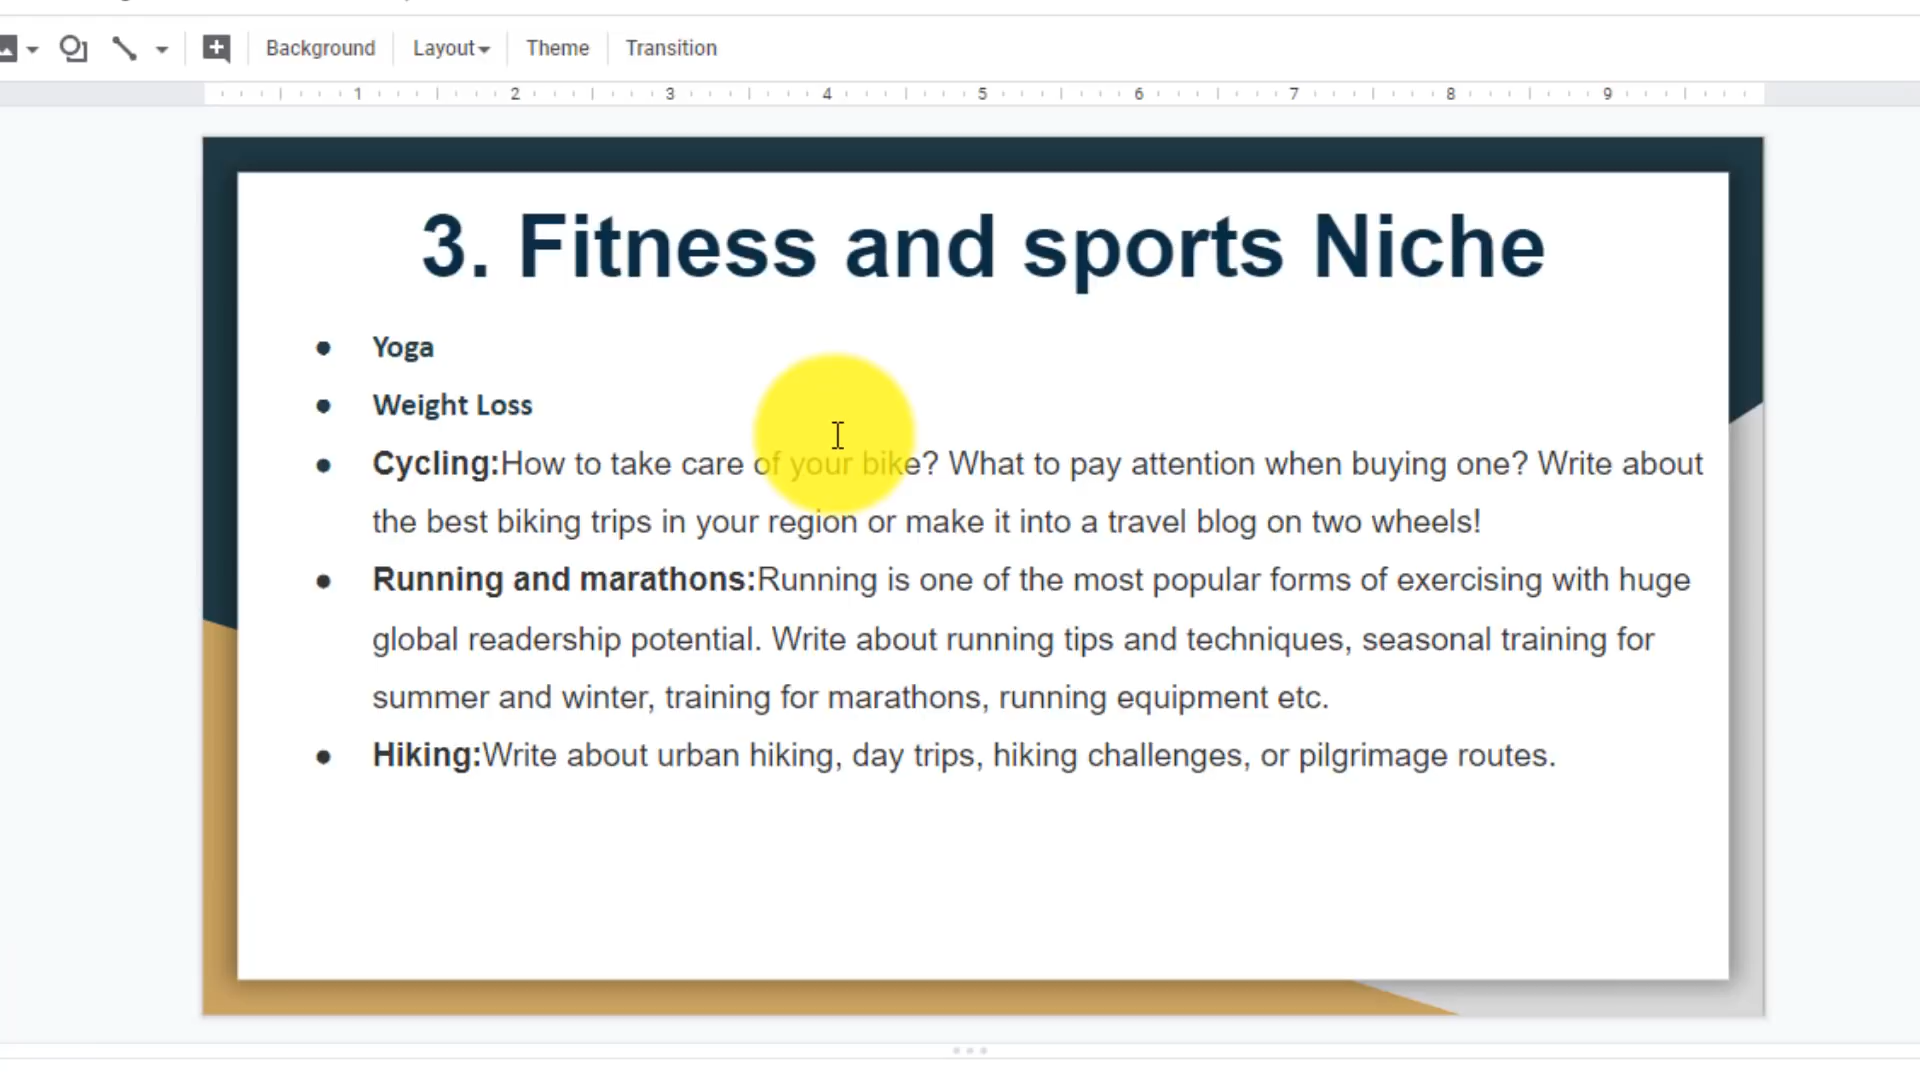 Background Layout Theme Transition
1 2 3 4 5 6 7 8 9
3. Fitness and sports Niche
● Yoga
● Weight Loss
● Cycling:How to take care of your bike? What to pay attention when buying one? Write about
the best biking trips in your region or make it into a travel blog on two wheels!
● Running and marathons:Running is one of the most popular forms of exercising with huge
global readership potential. Write about running tips and techniques, seasonal training for
summer and winter, training for marathons, running equipment etc.
● Hiking:Write about urban hiking, day trips, hiking challenges, or pilgrimage routes.